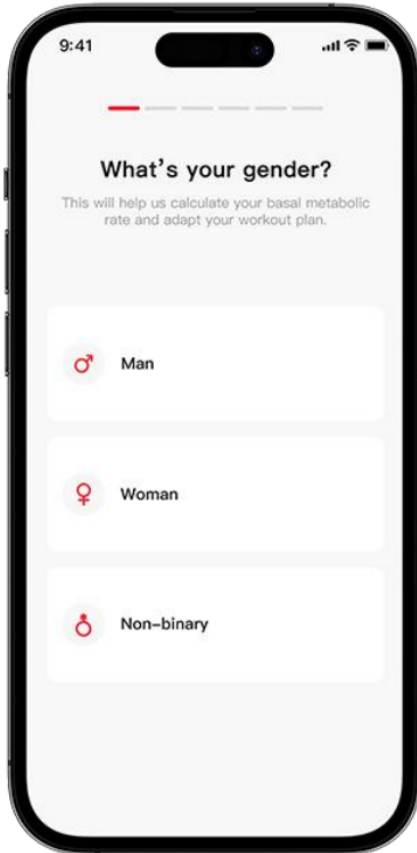 9:41
What’s your gender?
This will help us calculate your basal metabolic
rate and adapt your workout plan.
Man
Woman
Non-binary